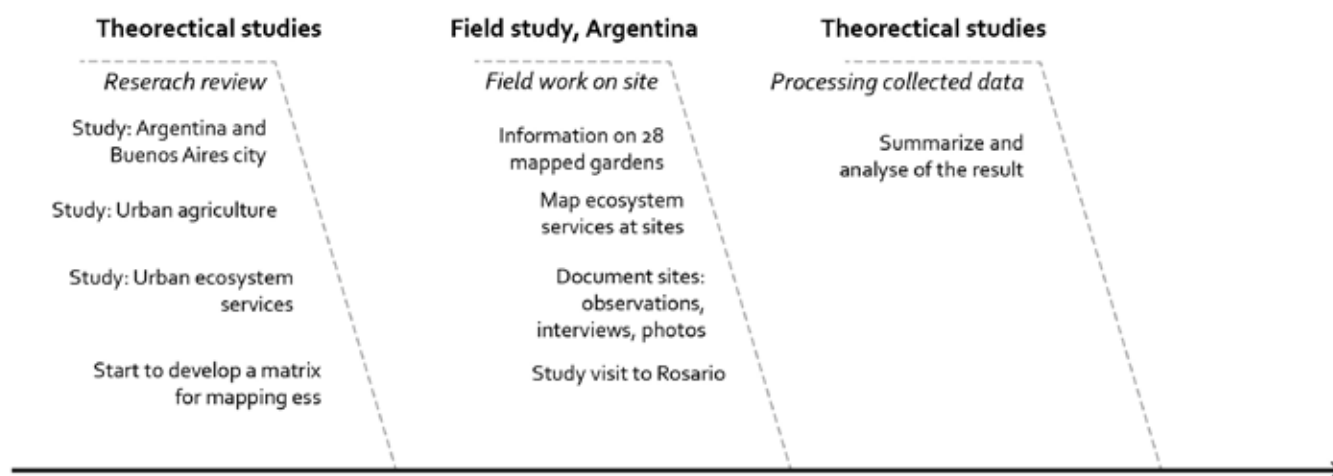 Theorectical studies
Reserach review
Study: Argentina and
Buenos Aires city
Study: Urban agriculture
Study: Urban ecosystem
services
Start to develop a matrix
for mapping ess
Field study, Argentina
Field work on site
Information on 28
mapped gardens
Map ecosystem
services at sites
Document sites:
observations,
interviews, photos
Study visit to Rosario
Theorectical studies
Processing collected data
Summarize and
analyse of the result